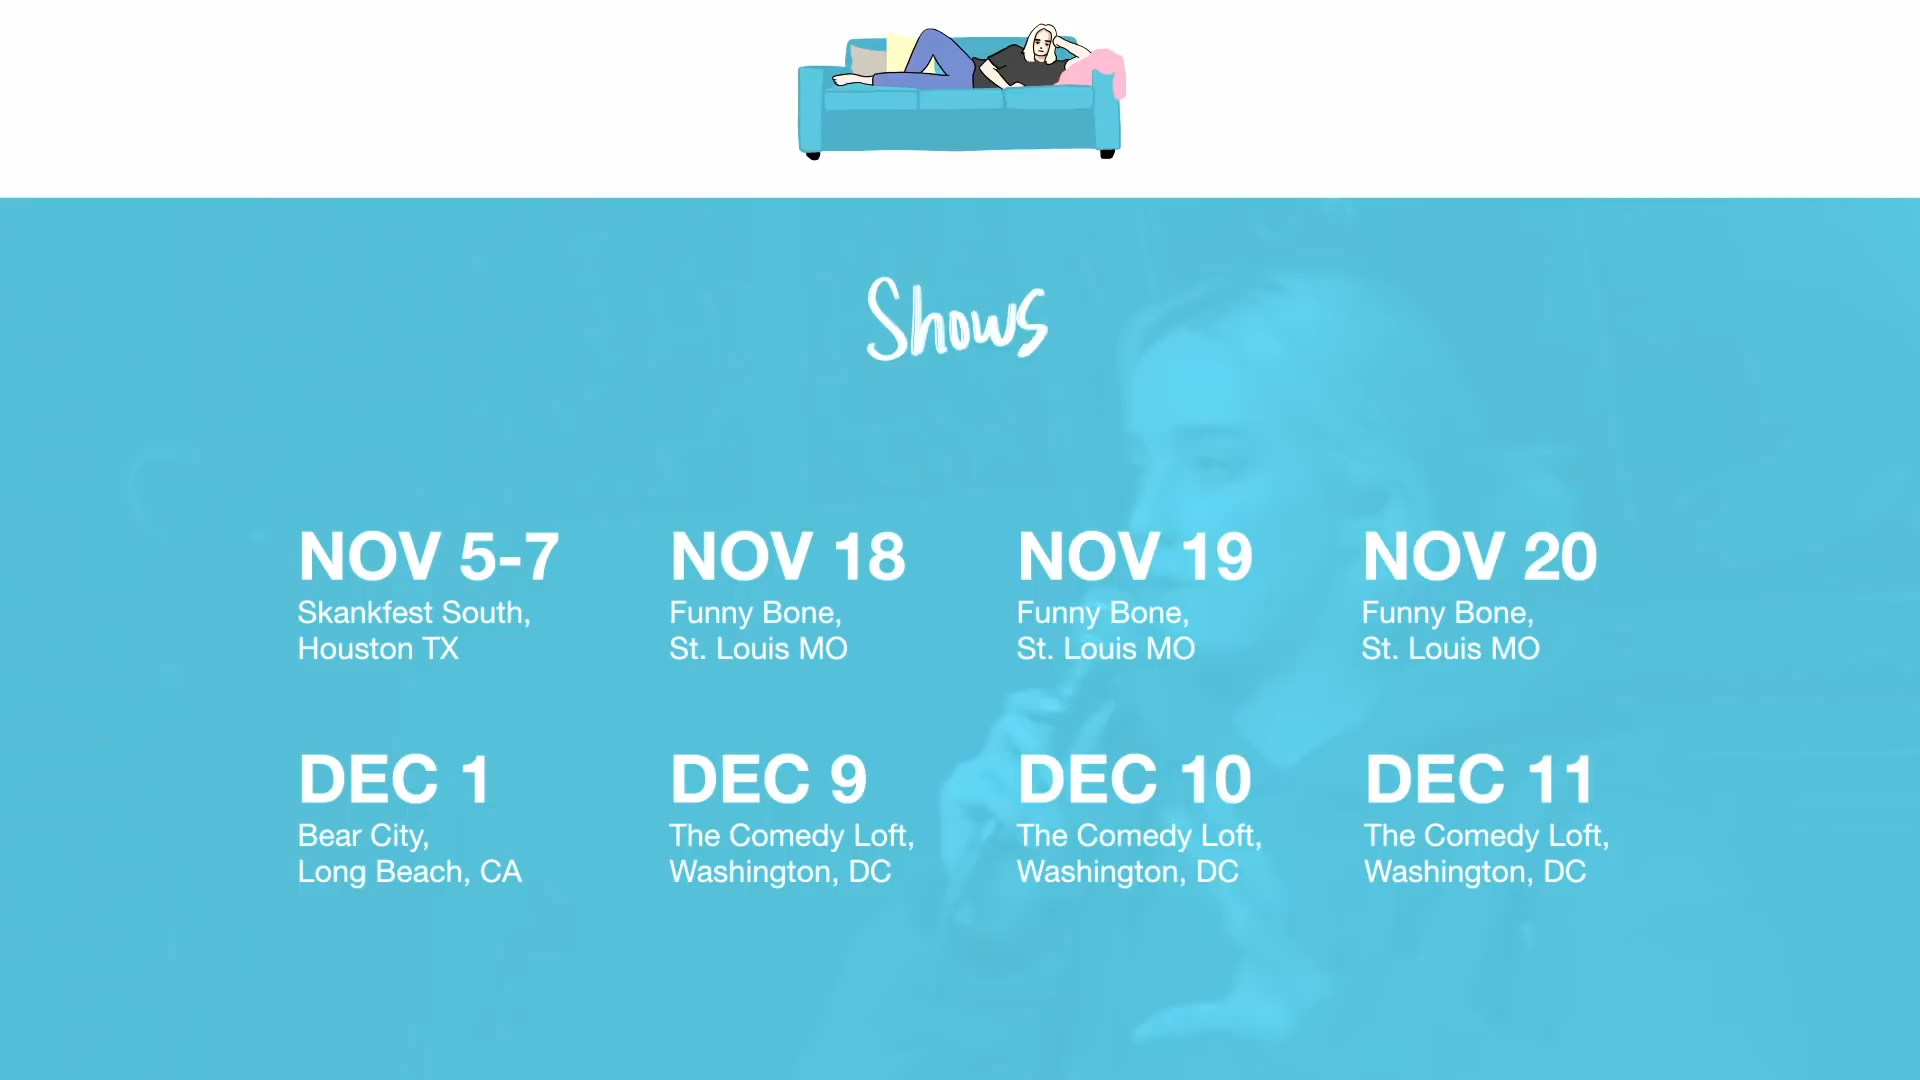 Shows
NOV 5-7
Skankfest South,
Houston TX
NOV 18
Funny Bone,
St. Louis MO
NOV 19
Funny Bone,
St. Louis MO
NOV 20
Funny Bone,
St. Louis MO
DEC 1
Bear City,
Long Beach, CA
DEC 9
The Comedy Loft,
Washington, DC
DEC 10
The Comedy Loft,
Washington, DC
DEC 11
The Comedy Loft,
Washington, DC